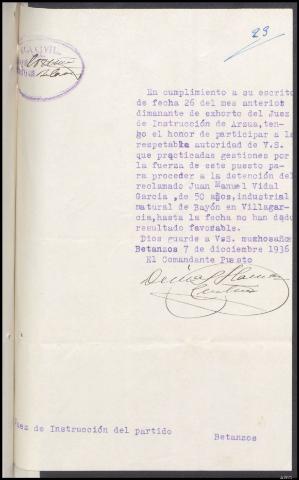 23
CIVIL
En cumplimiento a su escrito
de fecha 26 del mes anterior
dimanante de exhorto del Juez
de Instrucción de Arzua,ten-
go el honor de participar a la
respetable autoridad de V.S.
que practicadas gestiones por
la fuerza de este puesto pa-
ra proceder a la detención del
reclamado Juan Manuel Vidal
Garcia ,de 50 años,industrial
natural de Bayón en Villagar-
cia,hasta la fecha no han dado
resultado favorable.
Dios guarde a V.S. muchosaños
Betanzos 7 de diciembre 1936
El Comandante Puesto
Juez de Instrucción del partido
Betanzos